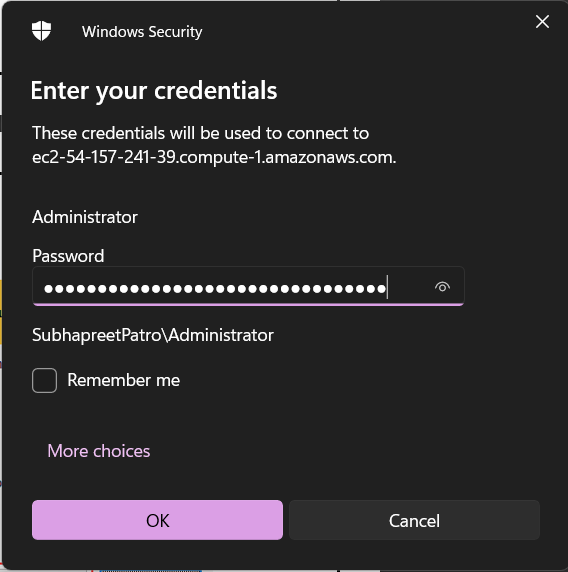 Windows Security
Enter your credentials
These credentials will be used to connect to
ec2-54-157-241-39.compute-1.amazonaws.com.
Administrator
Password
••••••••••••••••••••••••••••••••
SubhapreetPatro\Administrator
Remember me
More choices
OK
Cancel